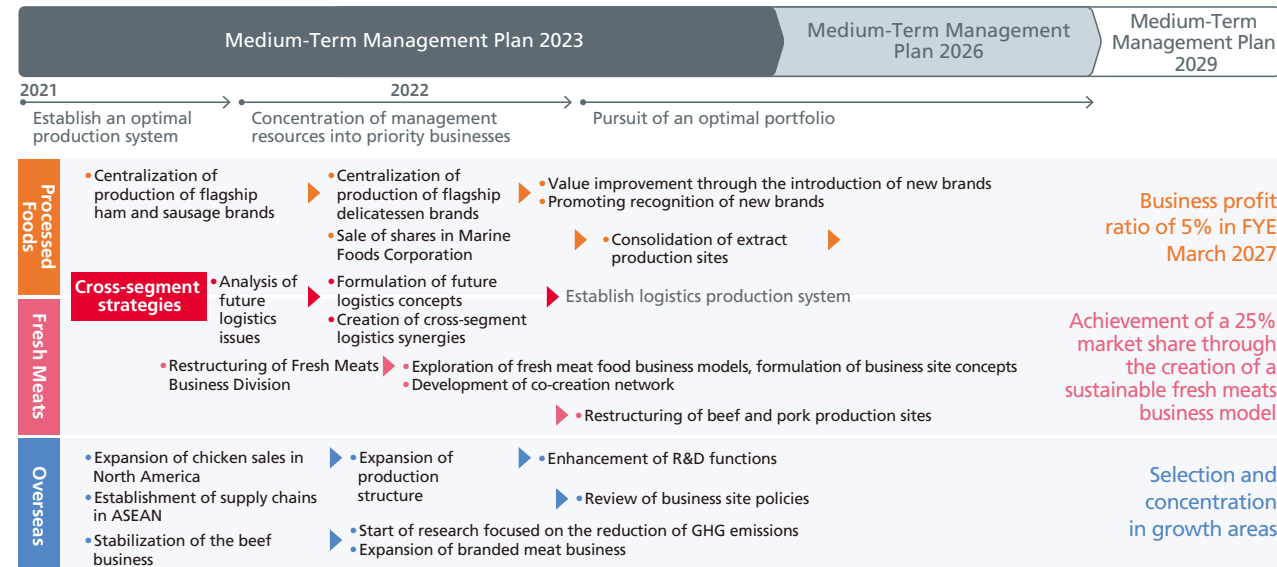 Medium-Term Management Plan 2023
Medium-Term Management
Plan 2026
Medium-Term
Management Plan
2029
2021
2022
Establish an optimal
production system
Concentration of management
resources into priority businesses
Pursuit of an optimal portfolio
Processed
Foods
•Centralization of
production of flagship
ham and sausage brands
•Centralization of
production of flagship
delicatessen brands
•Sale of shares in Marine
Foods Corporation
•Value improvement through the introduction of new brands
•Promoting recognition of new brands
•Consolidation of extract
production sites
Business profit
ratio of 5% in FYE
March 2027
Cross-segment
strategies
•Analysis of
future
logistics
issues
•Formulation of future
logistics concepts
•Creation of cross-segment
logistics synergies
Establish logistics production system
Fresh Meats
•Restructuring of Fresh Meats
Business Division
•Exploration of fresh meat food business models, formulation of business site concepts
•Development of co-creation network
•Restructuring of beef and pork production sites
Achievement of a 25%
market share through
the creation of a
sustainable fresh meats
business model
Overseas
•Expansion of chicken sales in
North America
•Establishment of supply chains
in ASEAN
•Stabilization of the beef
business
•Expansion of
production
structure
•Enhancement of R&D functions
•Review of business site policies
•Start of research focused on the reduction of GHG emissions
•Expansion of branded meat business
Selection and
concentration
in growth areas